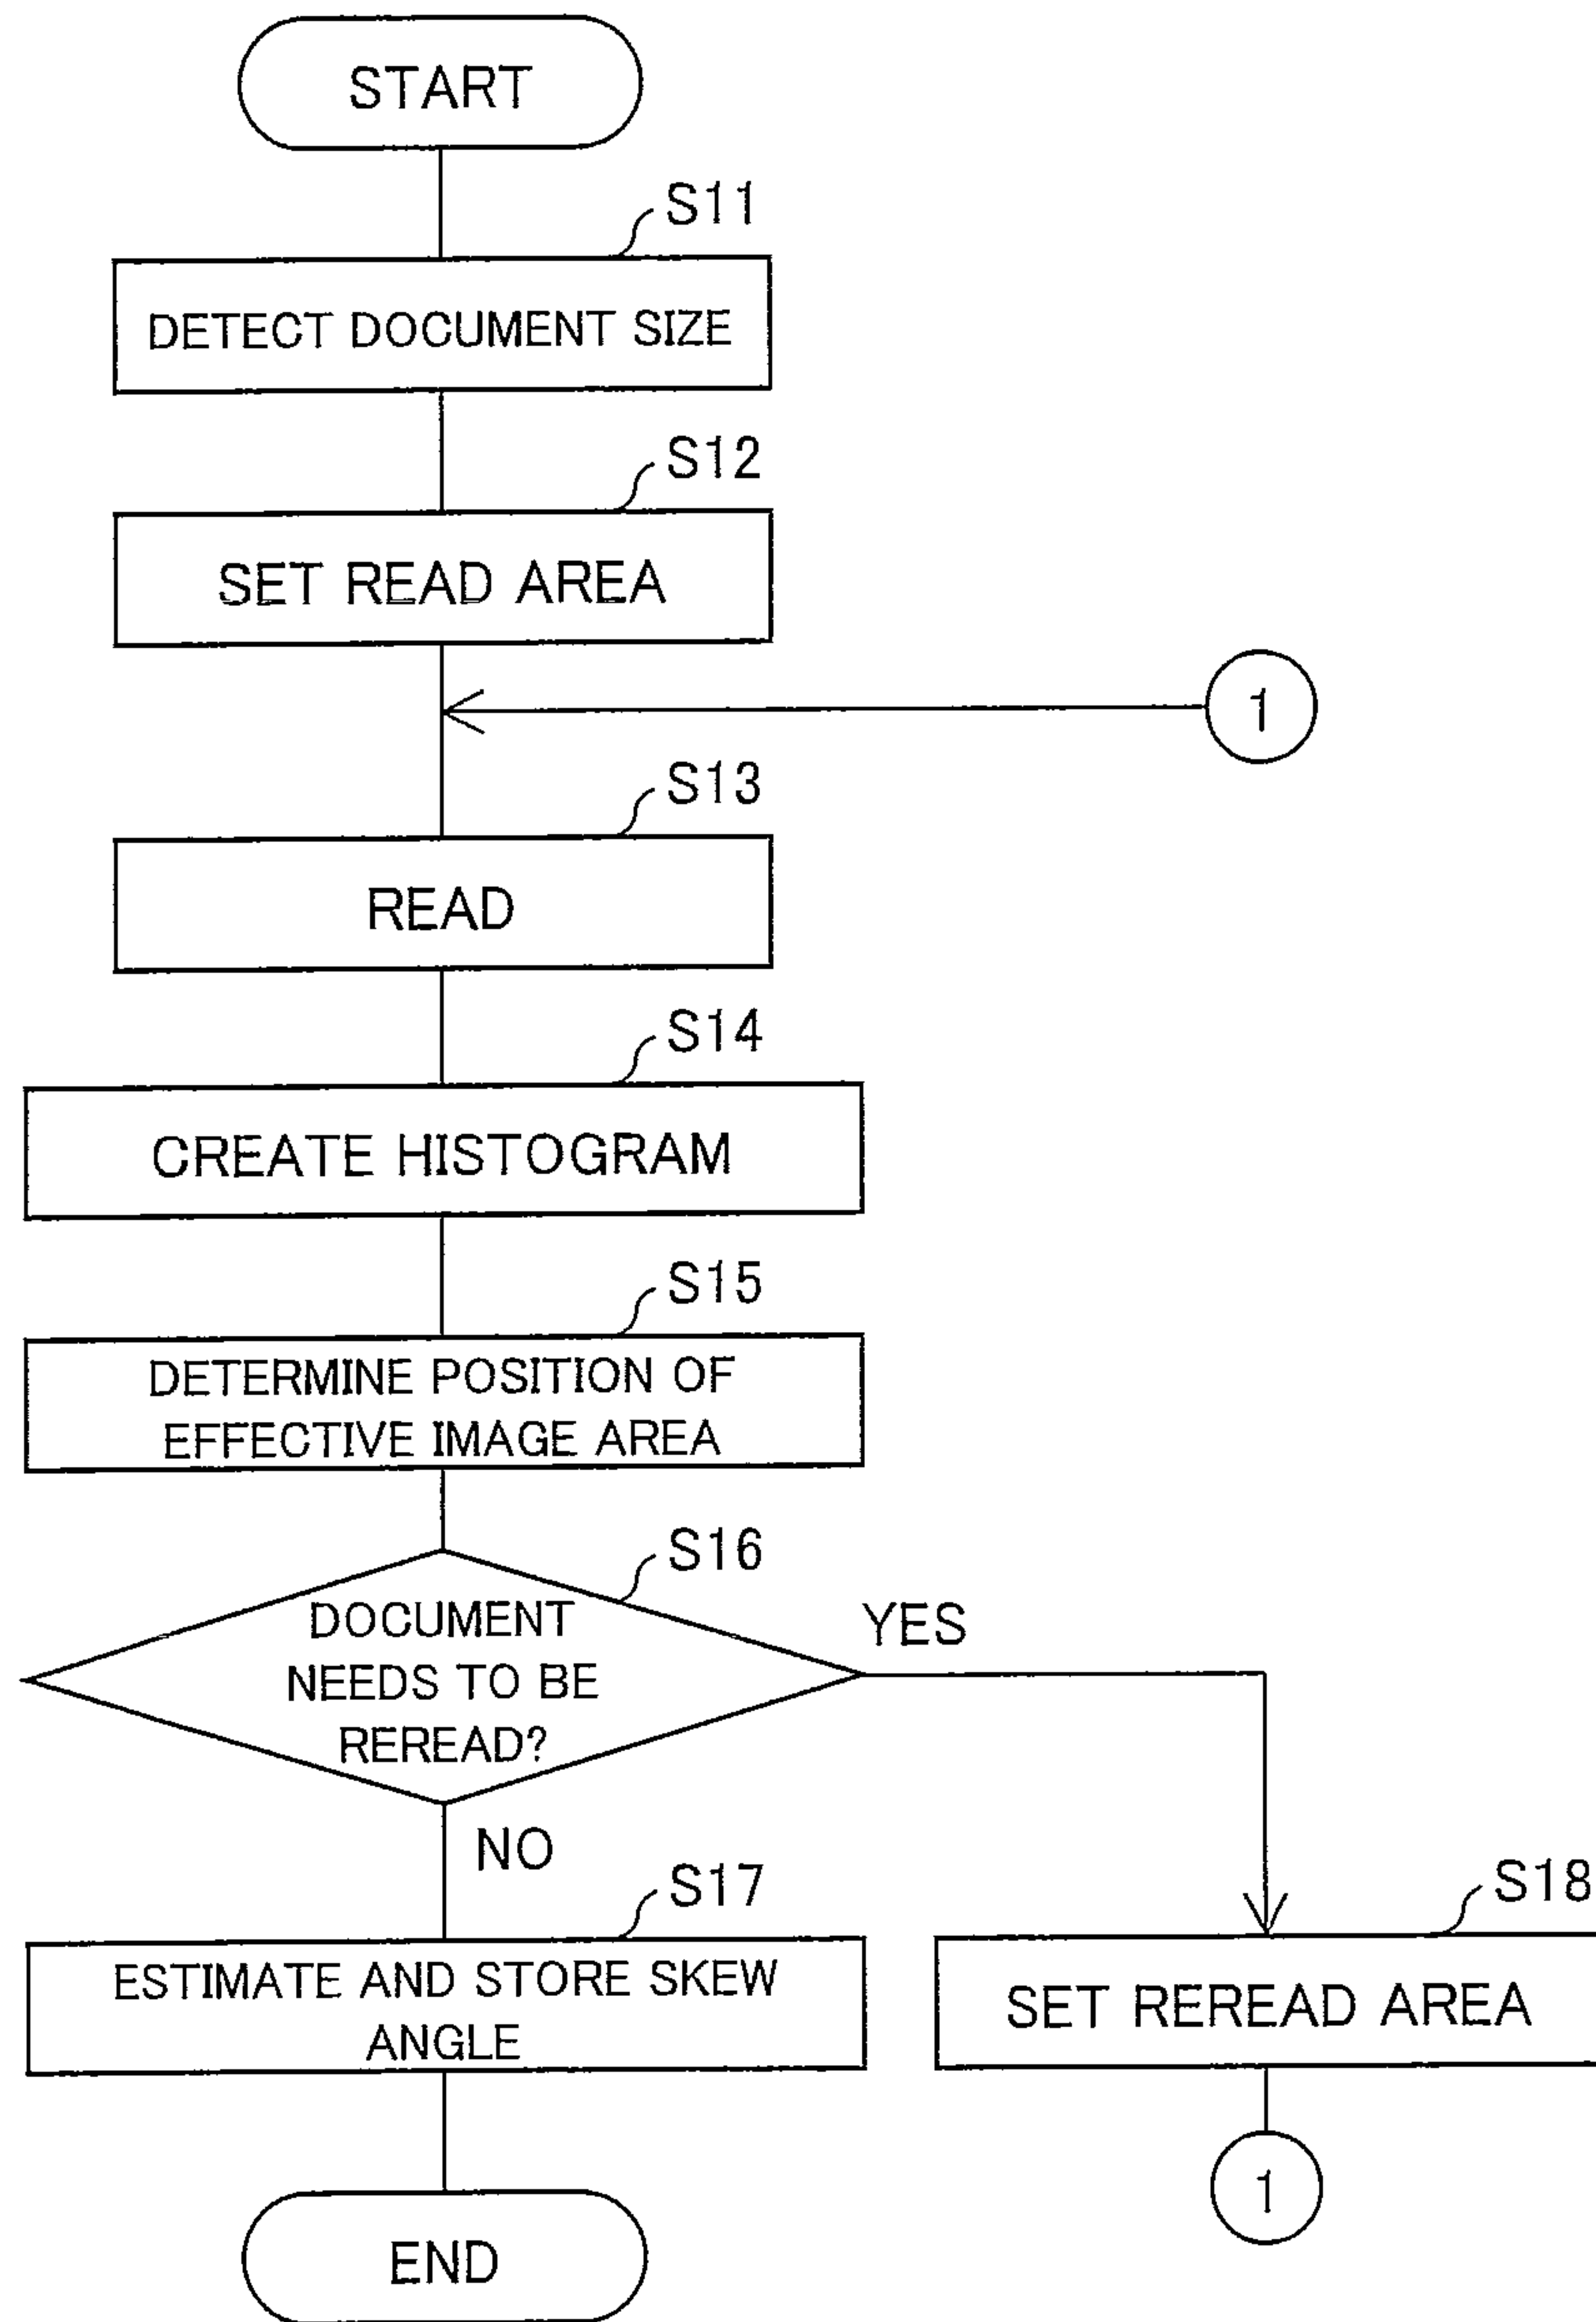 START
S11
DETECT DOCUMENT SIZE
S12
SET READ AREA
1
S13
READ
S14
CREATE HISTOGRAM
S15
DETERMINE POSITION OF
EFFECTIVE IMAGE AREA
S16
DOCUMENT
NEEDS TO BE
REREAD?
YES
NO
S17
ESTIMATE AND STORE SKEW
ANGLE
S18
SET REREAD AREA
1
END